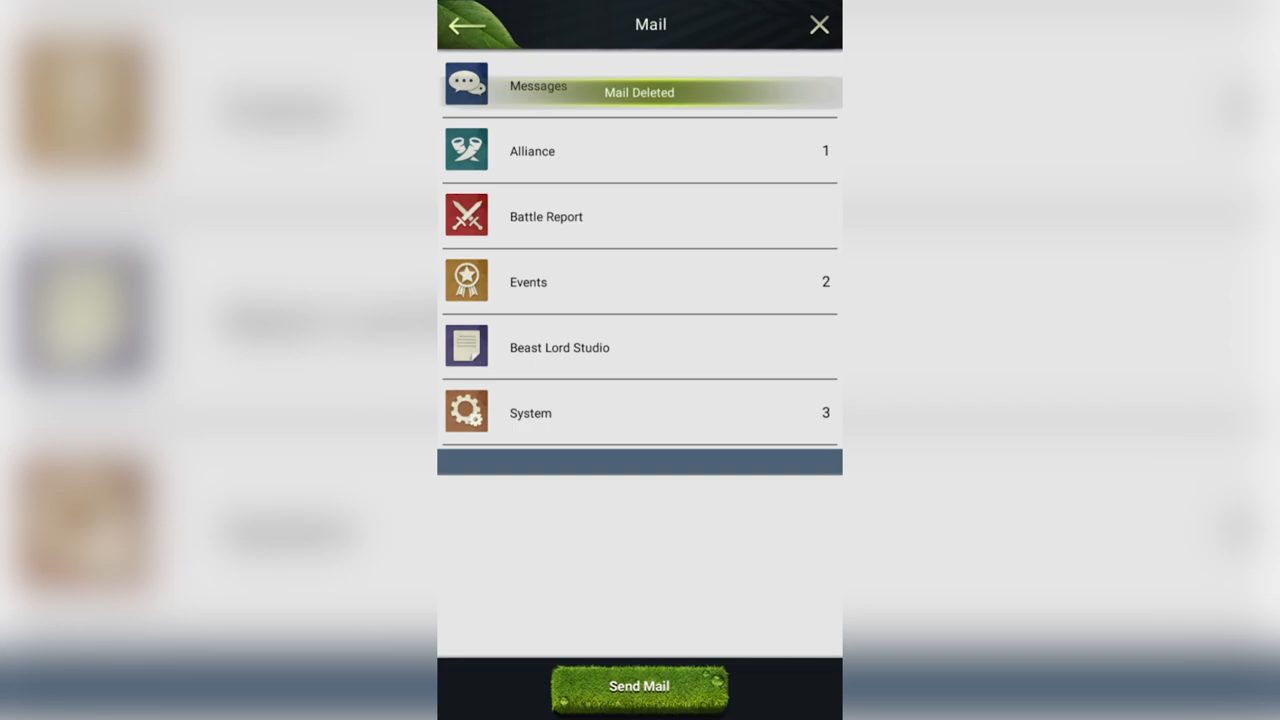 Mail
Messages
Mail Deleted
Alliance 1
Battle Report
Events 2
Beast Lord Studio
System 3
Send Mail